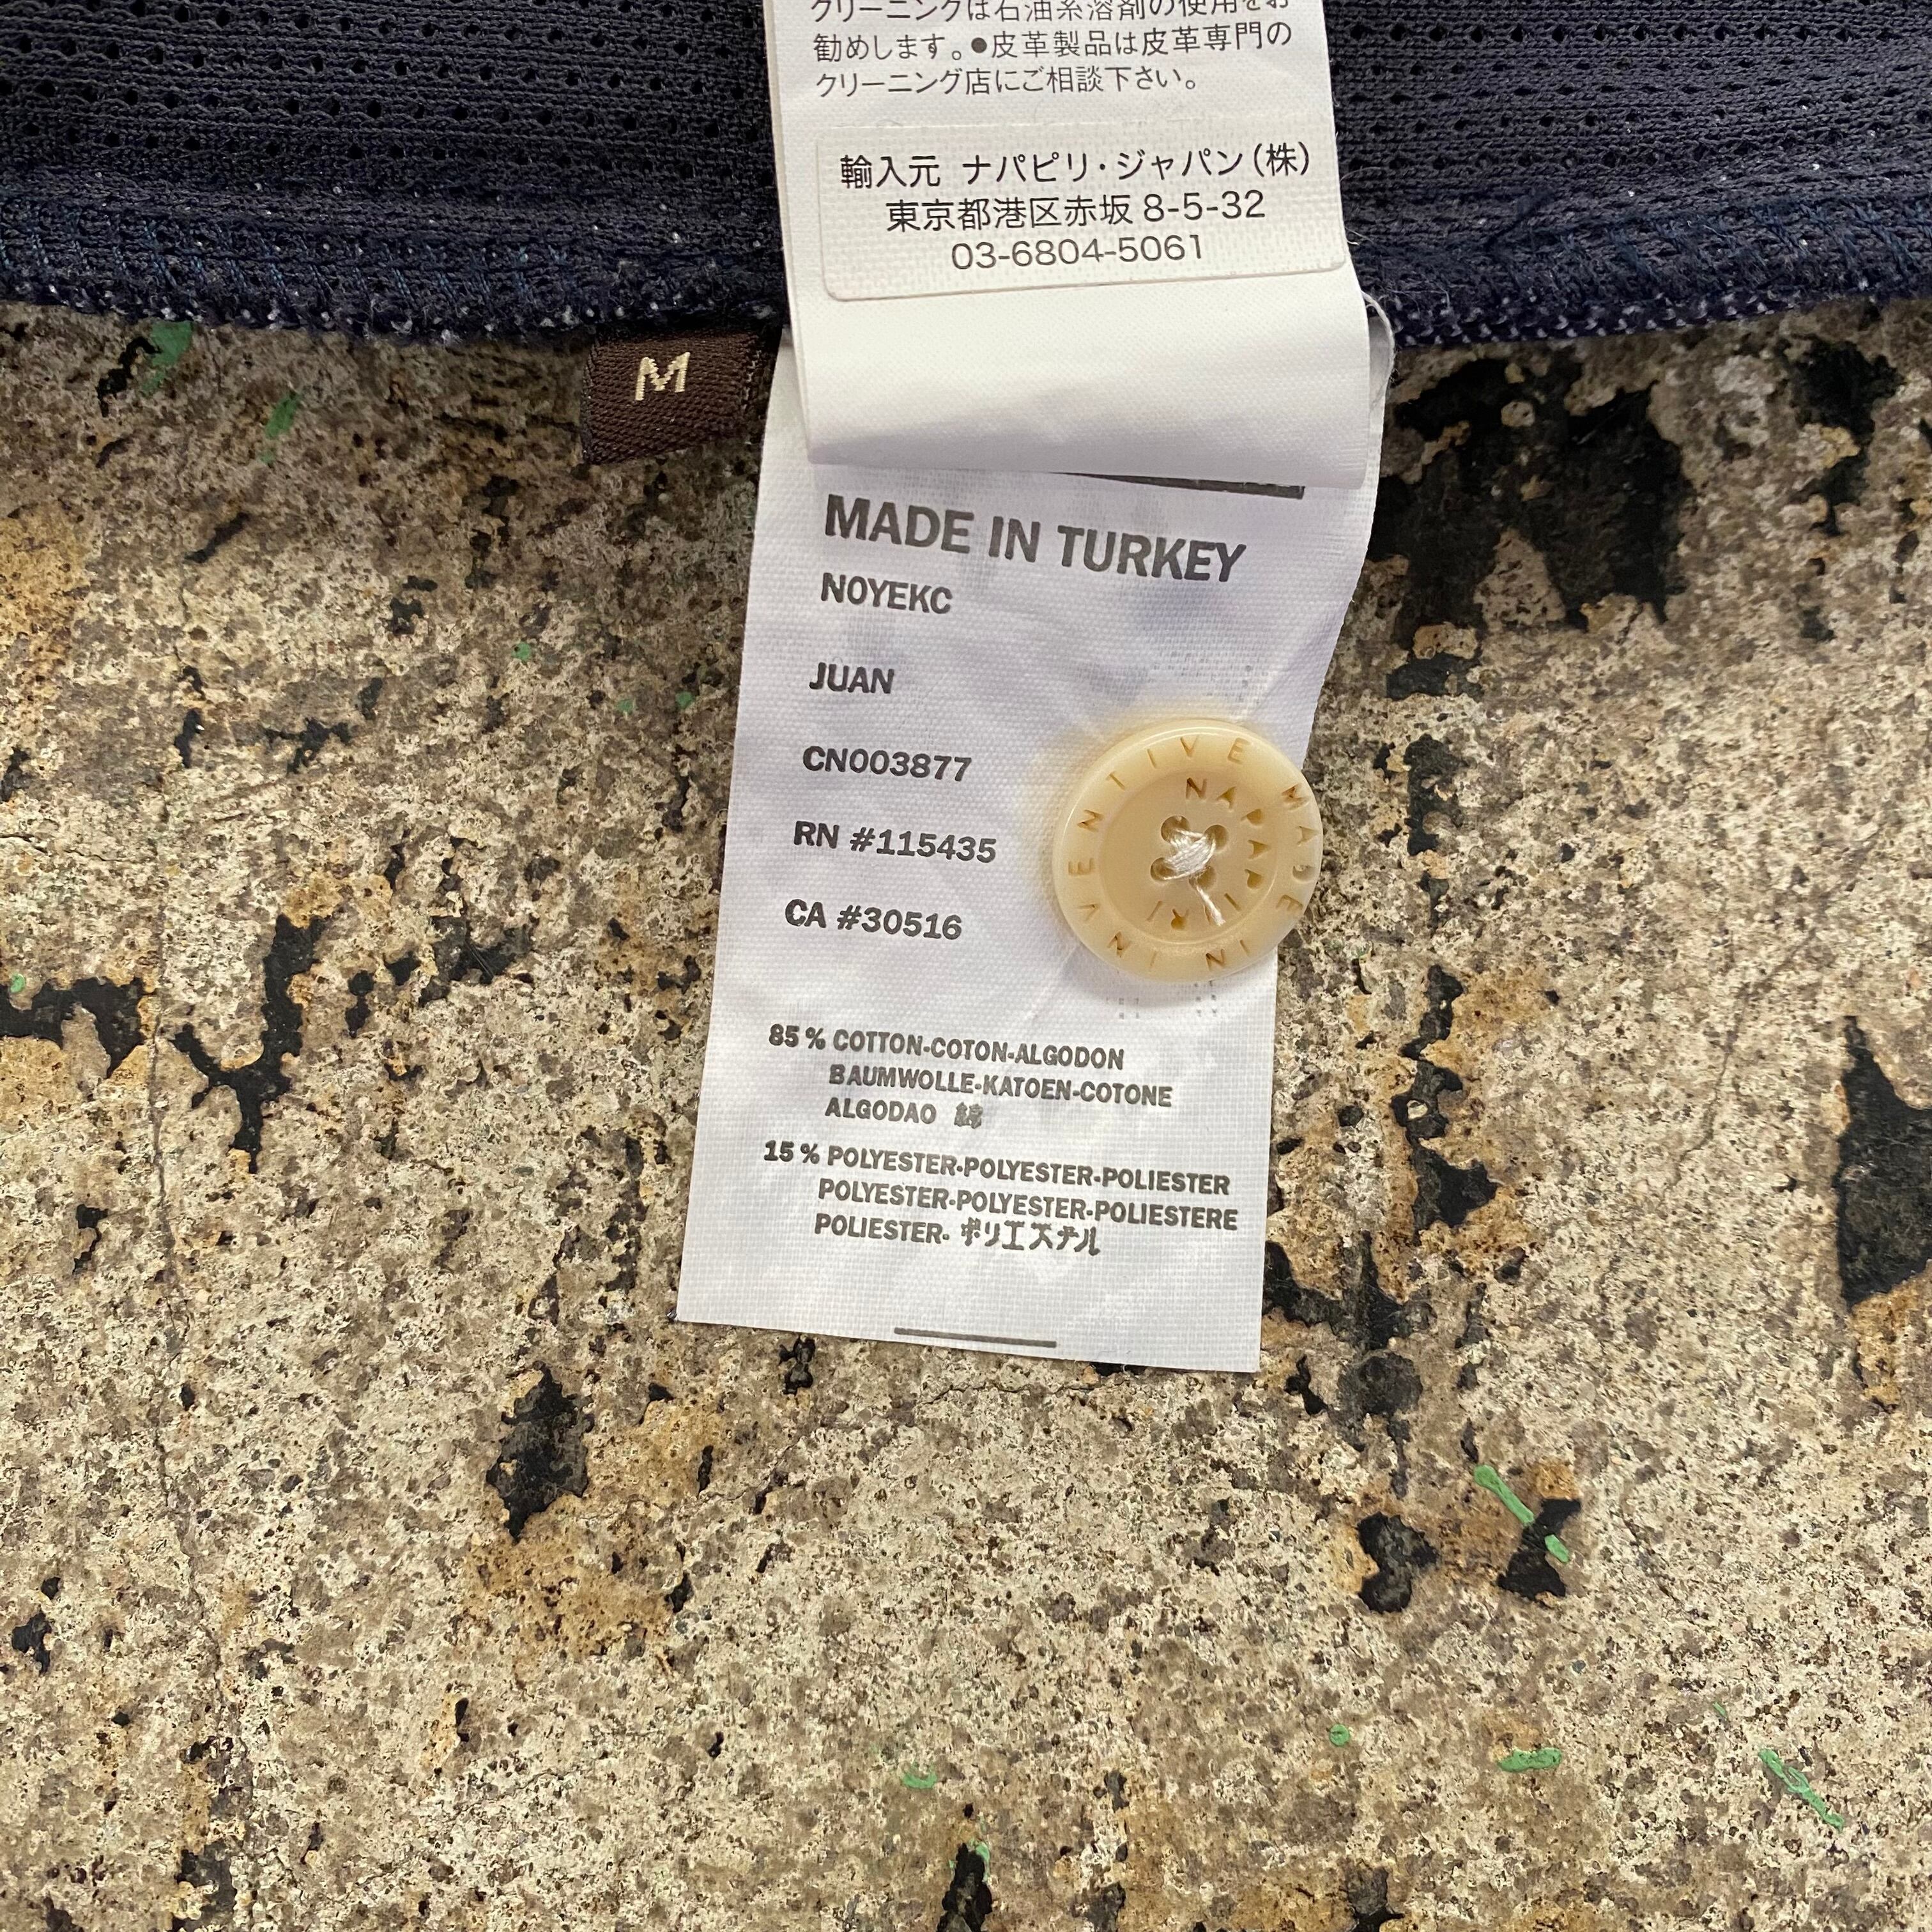 クリーニングは石油系溶剤の使用をお
勧めします。●皮革製品は皮革専門の
クリーニング店にご相談下さい。
輸入元 ナパピリ・ジャパン(株)
東京都港区赤坂 8-5-32
03-6804-5061
M
MADE IN TURKEY
N0YEKC
JUAN
CN003877
RN #115435
CA #30516
INVENTIVE MADE IN
NAPAPIJRI
85 % COTTON-COTON-ALGODON
BAUMWOLLE-KATOEN-COTONE
ALGODAO 綿
15 % POLYESTER-POLYESTER-POLIESTER
POLYESTER-POLYESTER-POLIESTERE
POLIESTER- ポリエステル